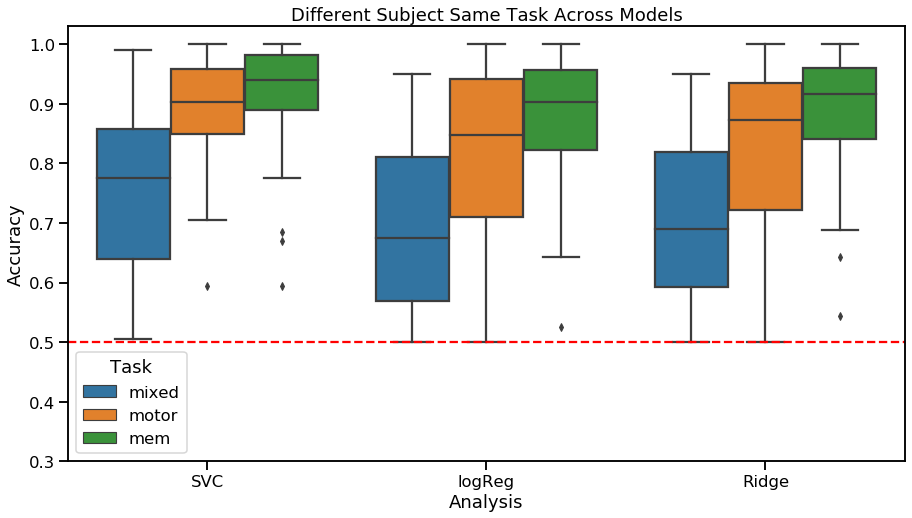 Different Subject Same Task Across Models
Accuracy
1.0
0.9
0.8
0.7
0.6
0.5
0.4
0.3
Task
mixed
motor
mem
SVC
logReg
Ridge
Analysis